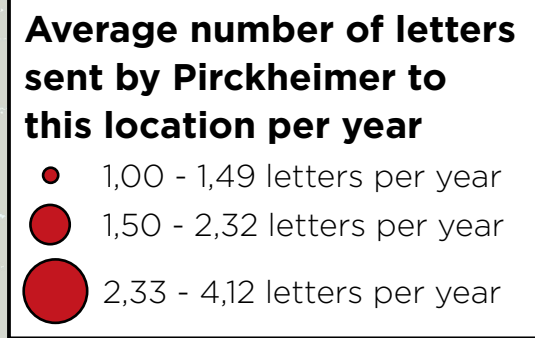 Average number of letters
sent by Pirckheimer to
this location per year
1,00 - 1,49 letters per year
1,50 - 2,32 letters per year
2,33 - 4,12 letters per year